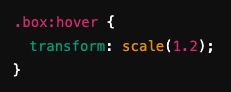 .box:hover {
  transform: scale(1.2);
}